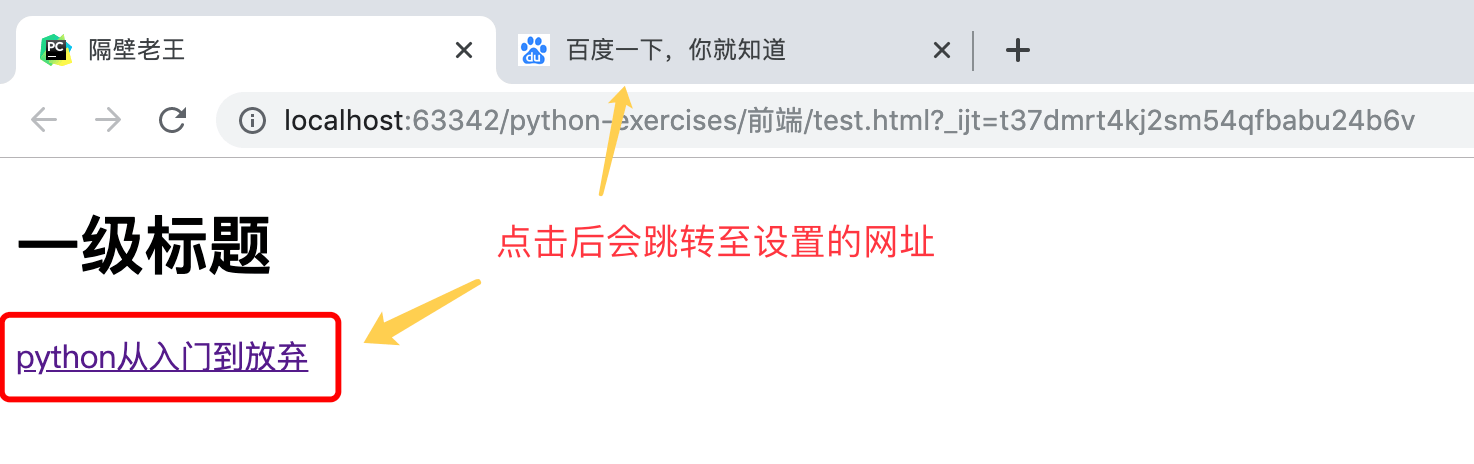 隔壁老王
百度一下，你就知道
localhost:63342/python-exercises/前端/test.html?_ijt=t37dmrt4kj2sm54qfbabu24b6v
一级标题
点击后会跳转至设置的网址
python从入门到放弃